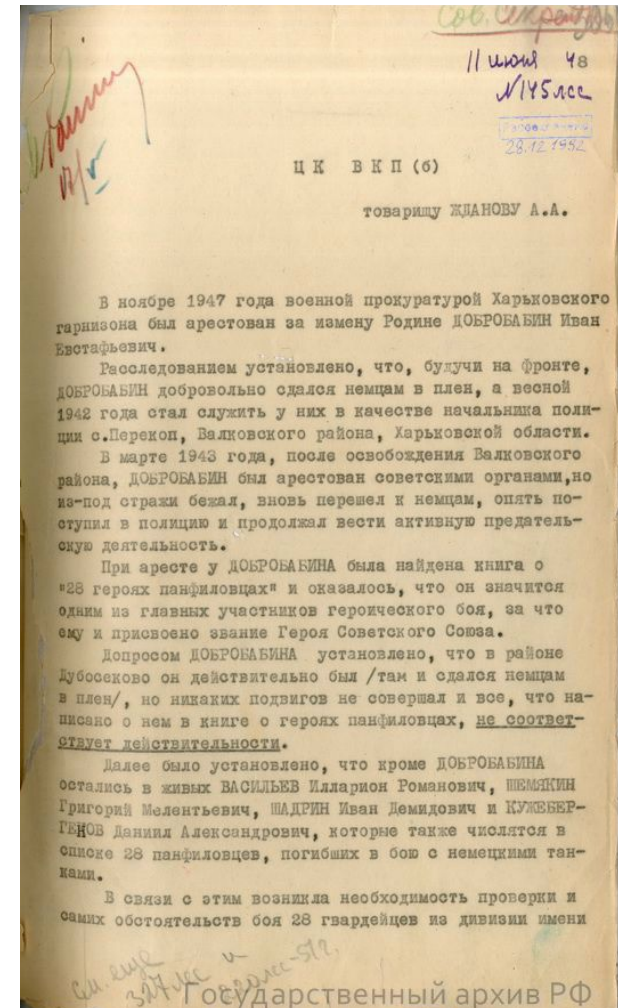 Сов. Секретно
11 июня 48
№145лсс
Рассекречено
28.12.1982
ЦК ВКП(б)
товарищу ЖДАНОВУ А.А.
В ноябре 1947 года военной прокуратурой Харьковского
гарнизона был арестован за измену Родине ДОБРОБАБИН Иван
Евстафьевич.
Расследованием установлено, что, будучи на фронте,
ДОБРОБАБИН добровольно сдался немцам в плен, а весной
1942 года стал служить у них в качестве начальника поли-
ции с.Перекоп, Валковского района, Харьковской области.
В марте 1943 года, после освобождения Валковского
района, ДОБРОБАБИН был арестован советскими органами,но
из-под стражи бежал, вновь перешел к немцам, опять по-
ступил в полицию и продолжал вести активную предатель-
скую деятельность.
При аресте у ДОБРОБАБИНА была найдена книга о
"28 героях панфиловцах" и оказалось, что он значится
одним из главных участников героического боя, за что
ему и присвоено звание Героя Советского Союза.
Допросом ДОБРОБАБИНА установлено, что в районе
Дубосеково он действительно был /там и сдался немцам
в плен/, но никаких подвигов не совершал и все, что на-
писано о нем в книге о героях панфиловцах, не соответ-
ствует действительности.
Далее было установлено, что кроме ДОБРОБАБИНА
остались в живых ВАСИЛЬЕВ Илларион Романович, ШЕМЯКИН
Григорий Мелентьевич, ШАДРИН Иван Демидович и КУЖЕБЕР-
ГЕНОВ Даниил Александрович, которые также числятся в
списке 28 панфиловцев, погибших в бою с немецкими тан-
ками.
В связи с этим возникла необходимость проверки и
самих обстоятельств боя 28 гвардейцев из дивизии имени
см. еще
327лсс и
Государственный архив РФ